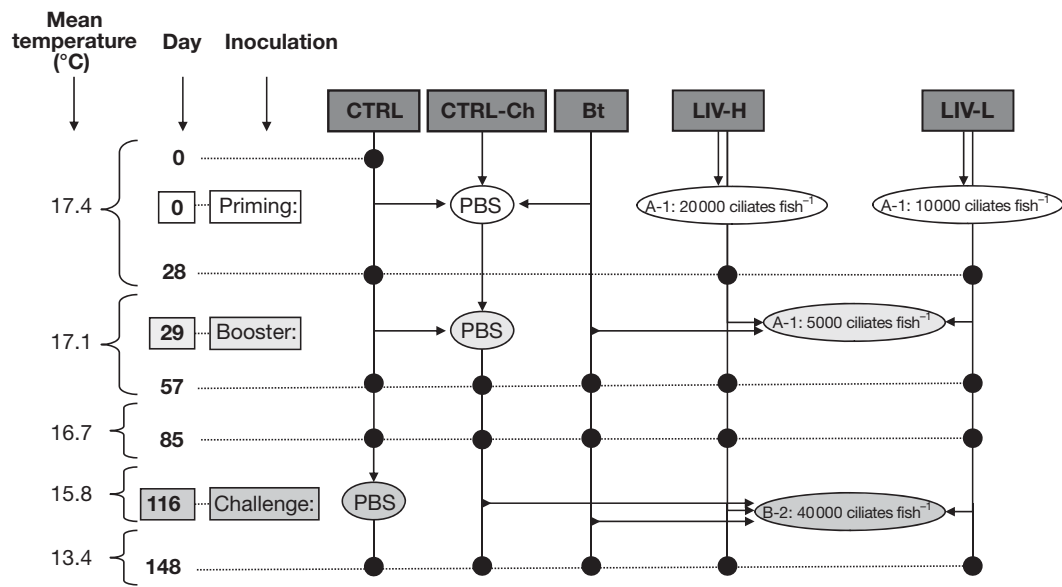 Mean
temperature
(°C)
Day
Inoculation
CTRL
CTRL-Ch
Bt
LIV-H
LIV-L
0
17.4
0
Priming:
PBS
A-1: 20000 ciliates fish⁻¹
A-1: 10000 ciliates fish⁻¹
28
17.1
29
Booster:
PBS
A-1: 5000 ciliates fish⁻¹
57
16.7
85
15.8
116
Challenge:
PBS
B-2: 40000 ciliates fish⁻¹
13.4
148